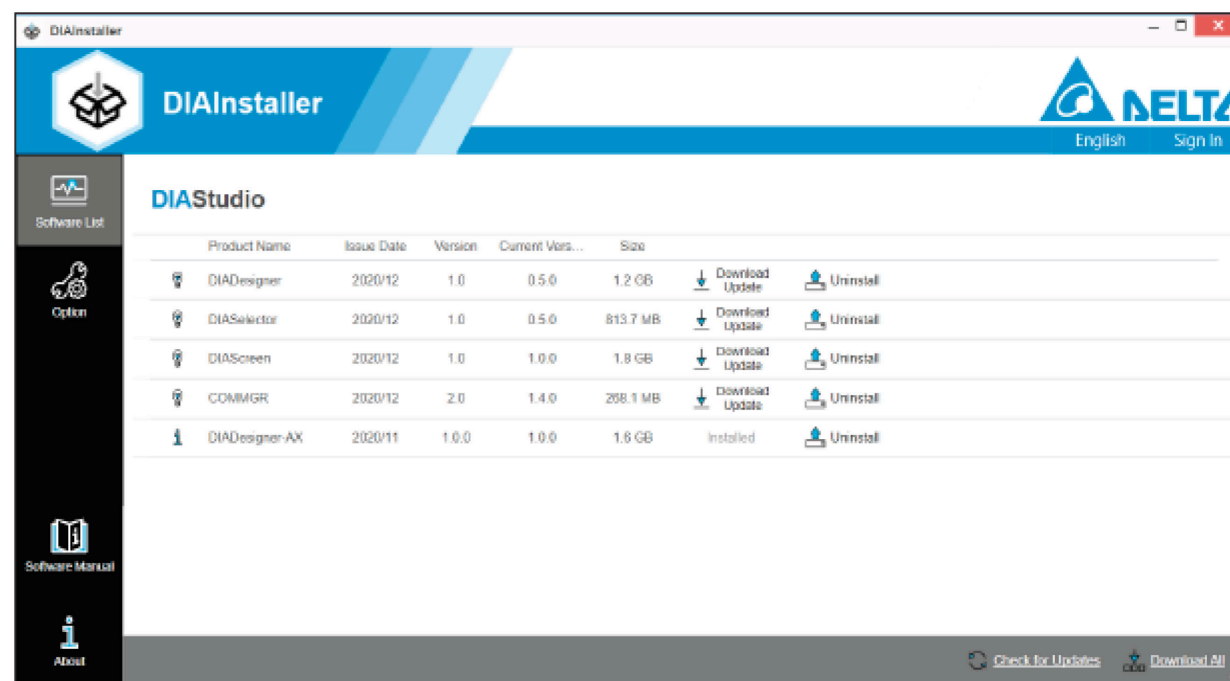 DIAInstaller
DIAInstaller
DELTA
English Sign In
Software List
DIAStudio
Product Name Issue Date Version Current Vers... Size
DIADesigner 2020/12 1.0 0.5.0 1.2 GB Download Update Uninstall
DIASelector 2020/12 1.0 0.5.0 813.7 MB Download Update Uninstall
Option
DIAScreen 2020/12 1.0 1.0.0 1.8 GB Download Update Uninstall
COMMGR 2020/12 2.0 1.4.0 268.1 MB Download Update Uninstall
DIADesigner-AX 2020/11 1.0.0 1.0.0 1.6 GB Installed Uninstall
Software Manual
About
Check for Updates Download All